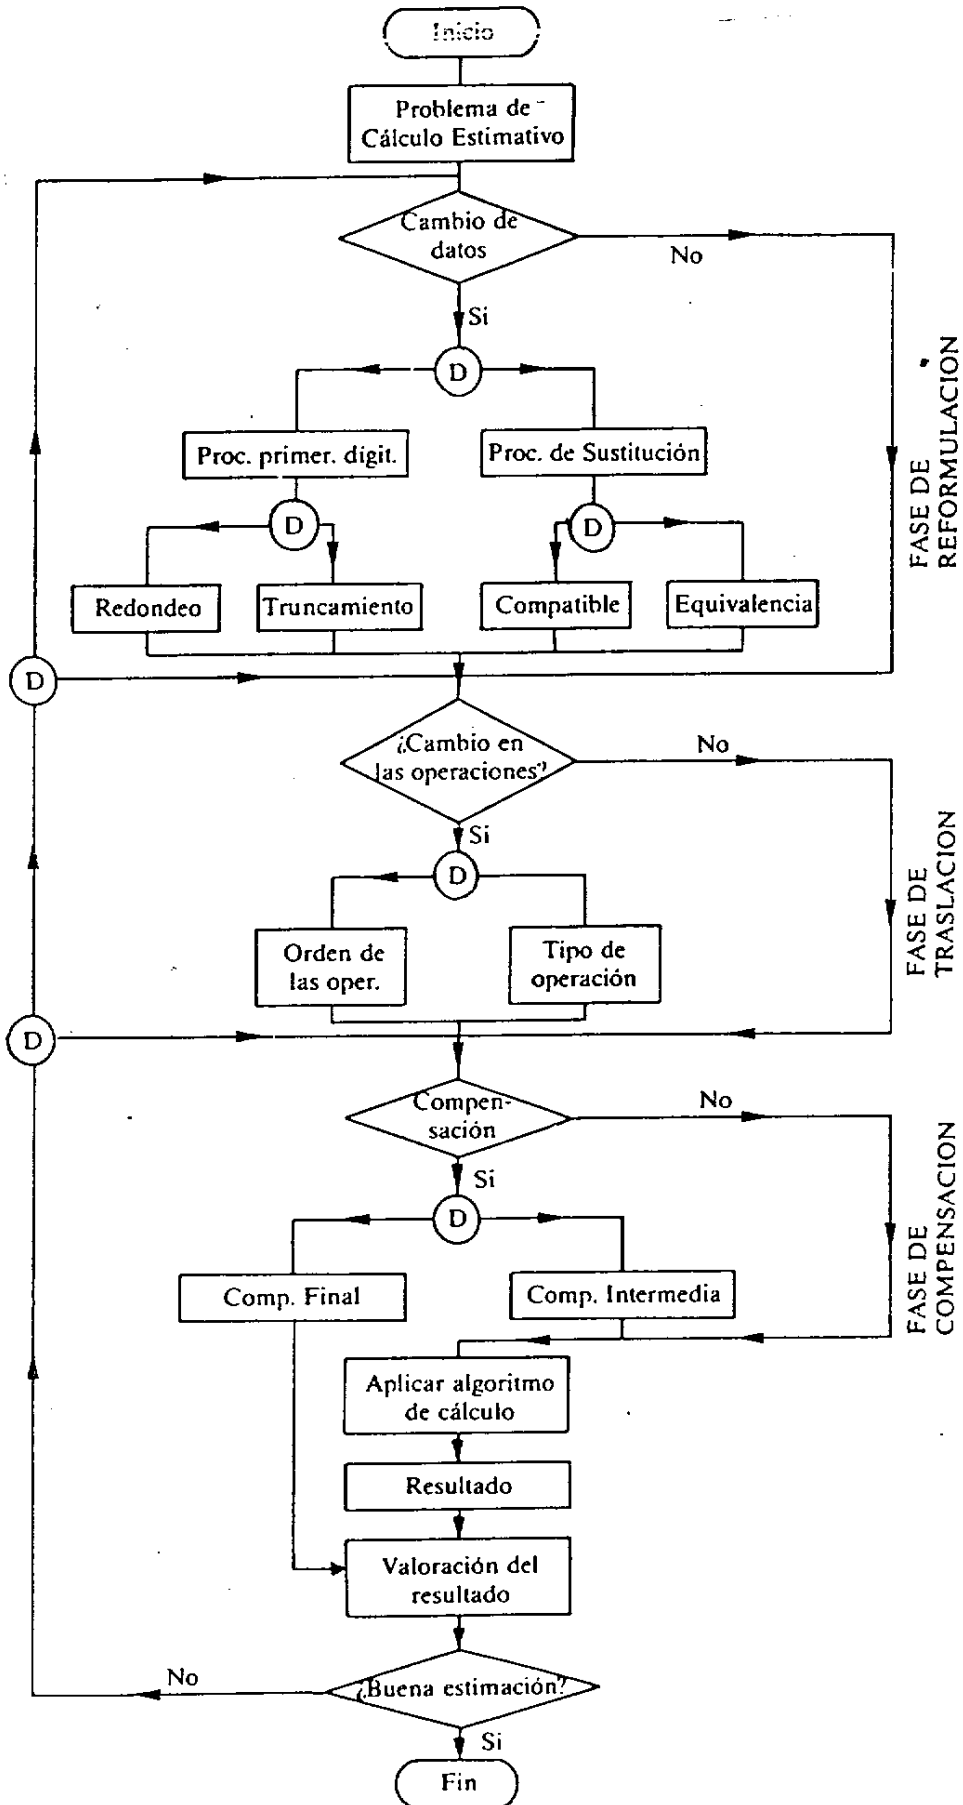 Inicio
Problema de
Cálculo Estimativo
Cambio de
datos
No
Si
D
Proc. primer. digit.
Proc. de Sustitución
D
D
Redondeo
Truncamiento
Compatible
Equivalencia
FASE DE
REFORMULACION
D
¿Cambio en
las operaciones?
No
Si
D
Orden de
las oper.
Tipo de
operación
FASE DE
TRASLACION
D
Compen-
sación
No
Si
D
Comp. Final
Comp. Intermedia
FASE DE
COMPENSACION
Aplicar algoritmo
de cálculo
Resultado
Valoración del
resultado
¿Buena estimación?
No
Si
Fin